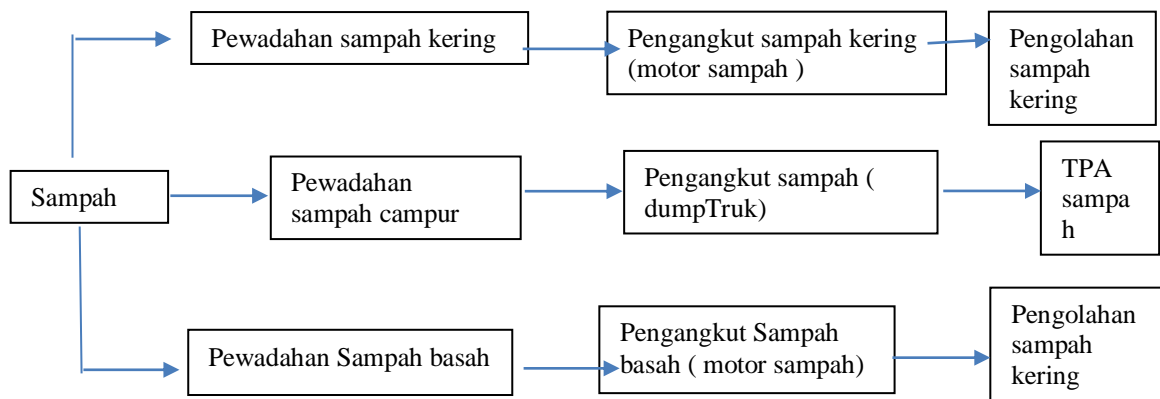 Pewadahan sampah kering
Pengangkut sampah kering
(motor sampah )
Pengolahan
sampah
kering
Sampah
Pewadahan
sampah campur
Pengangkut sampah (
dumpTruk)
TPA
sampa
h
Pewadahan Sampah basah
Pengangkut Sampah
basah ( motor sampah)
Pengolahan
sampah
kering